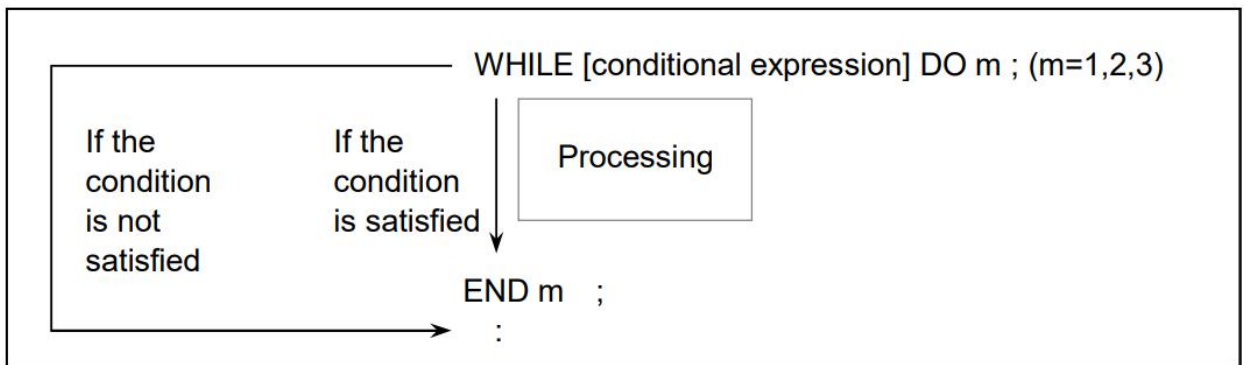 WHILE [conditional expression] DO m ; (m=1,2,3)
If the
condition
is not
satisfied
If the
condition
is satisfied
Processing
END m ;
: